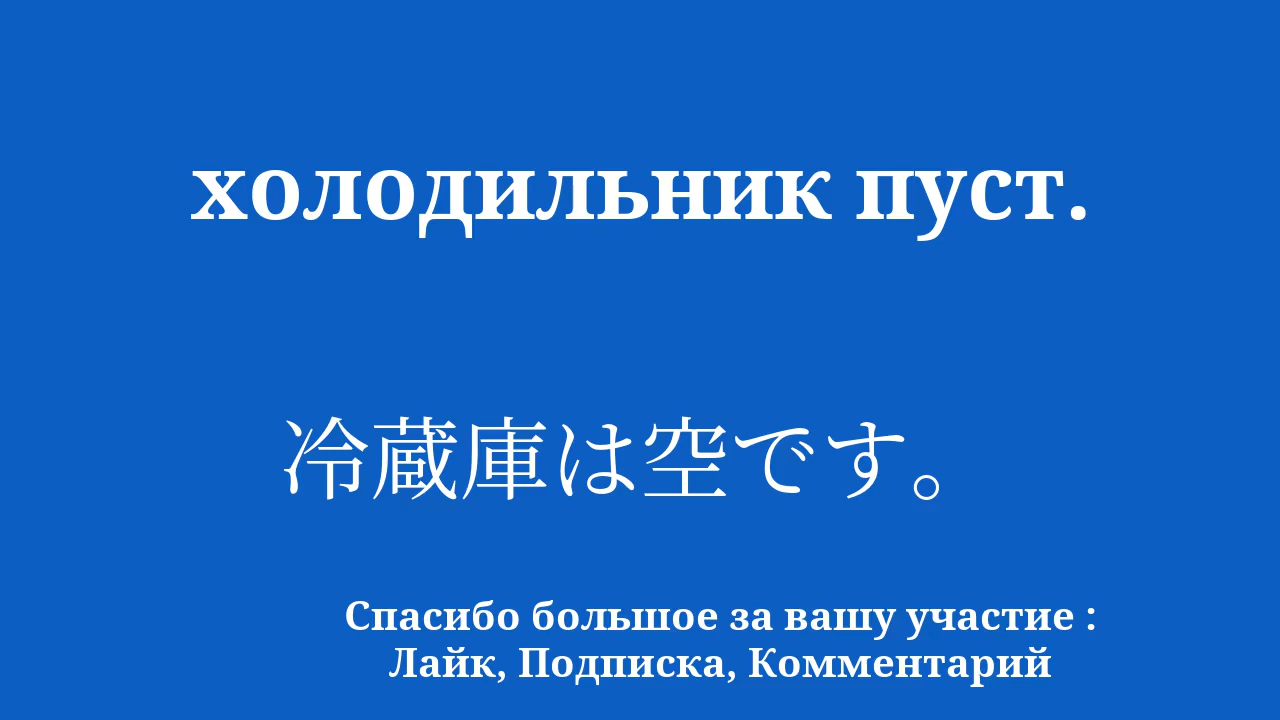 холодильник пуст.
冷蔵庫は空です。
Спасибо большое за вашу участие :
Лайк, Подписка, Комментарий